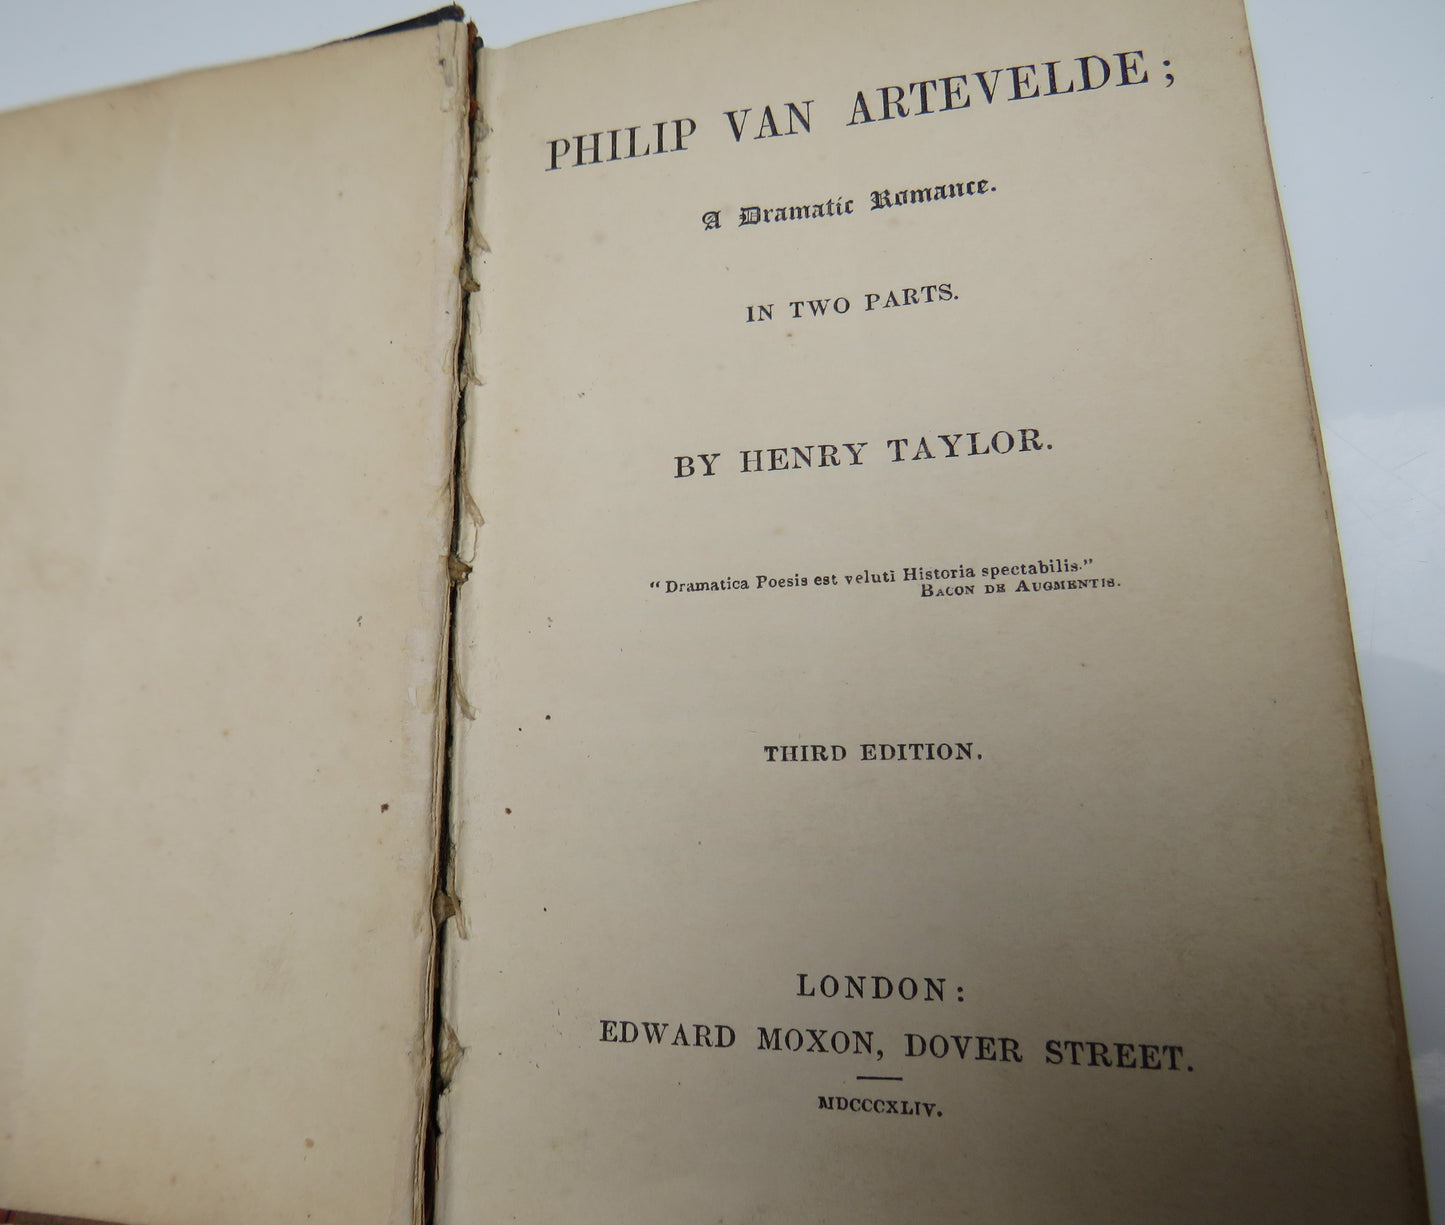 PHILIP VAN ARTEVELDE;
A Dramatic Romance.
IN TWO PARTS.
BY HENRY TAYLOR.
“Dramatica Poesis est veluti Historia spectabilis.”
BACON DE AUGMENTIS.
THIRD EDITION.
LONDON:
EDWARD MOXON, DOVER STREET.
MDCCCXLIV.